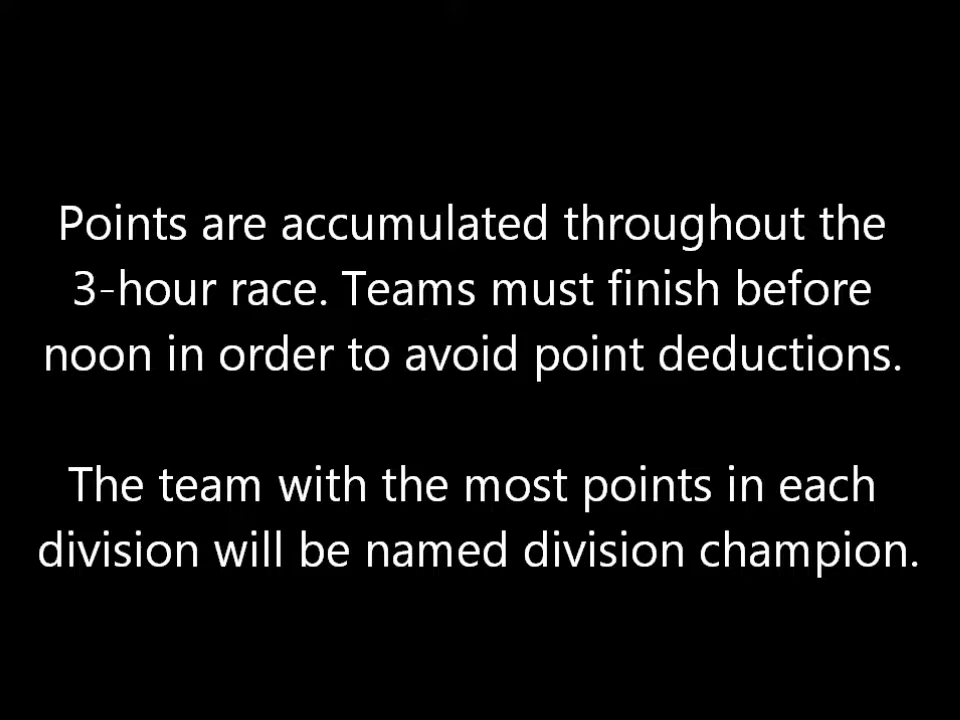 Points are accumulated throughout the
3-hour race. Teams must finish before
noon in order to avoid point deductions.
The team with the most points in each
division will be named division champion.